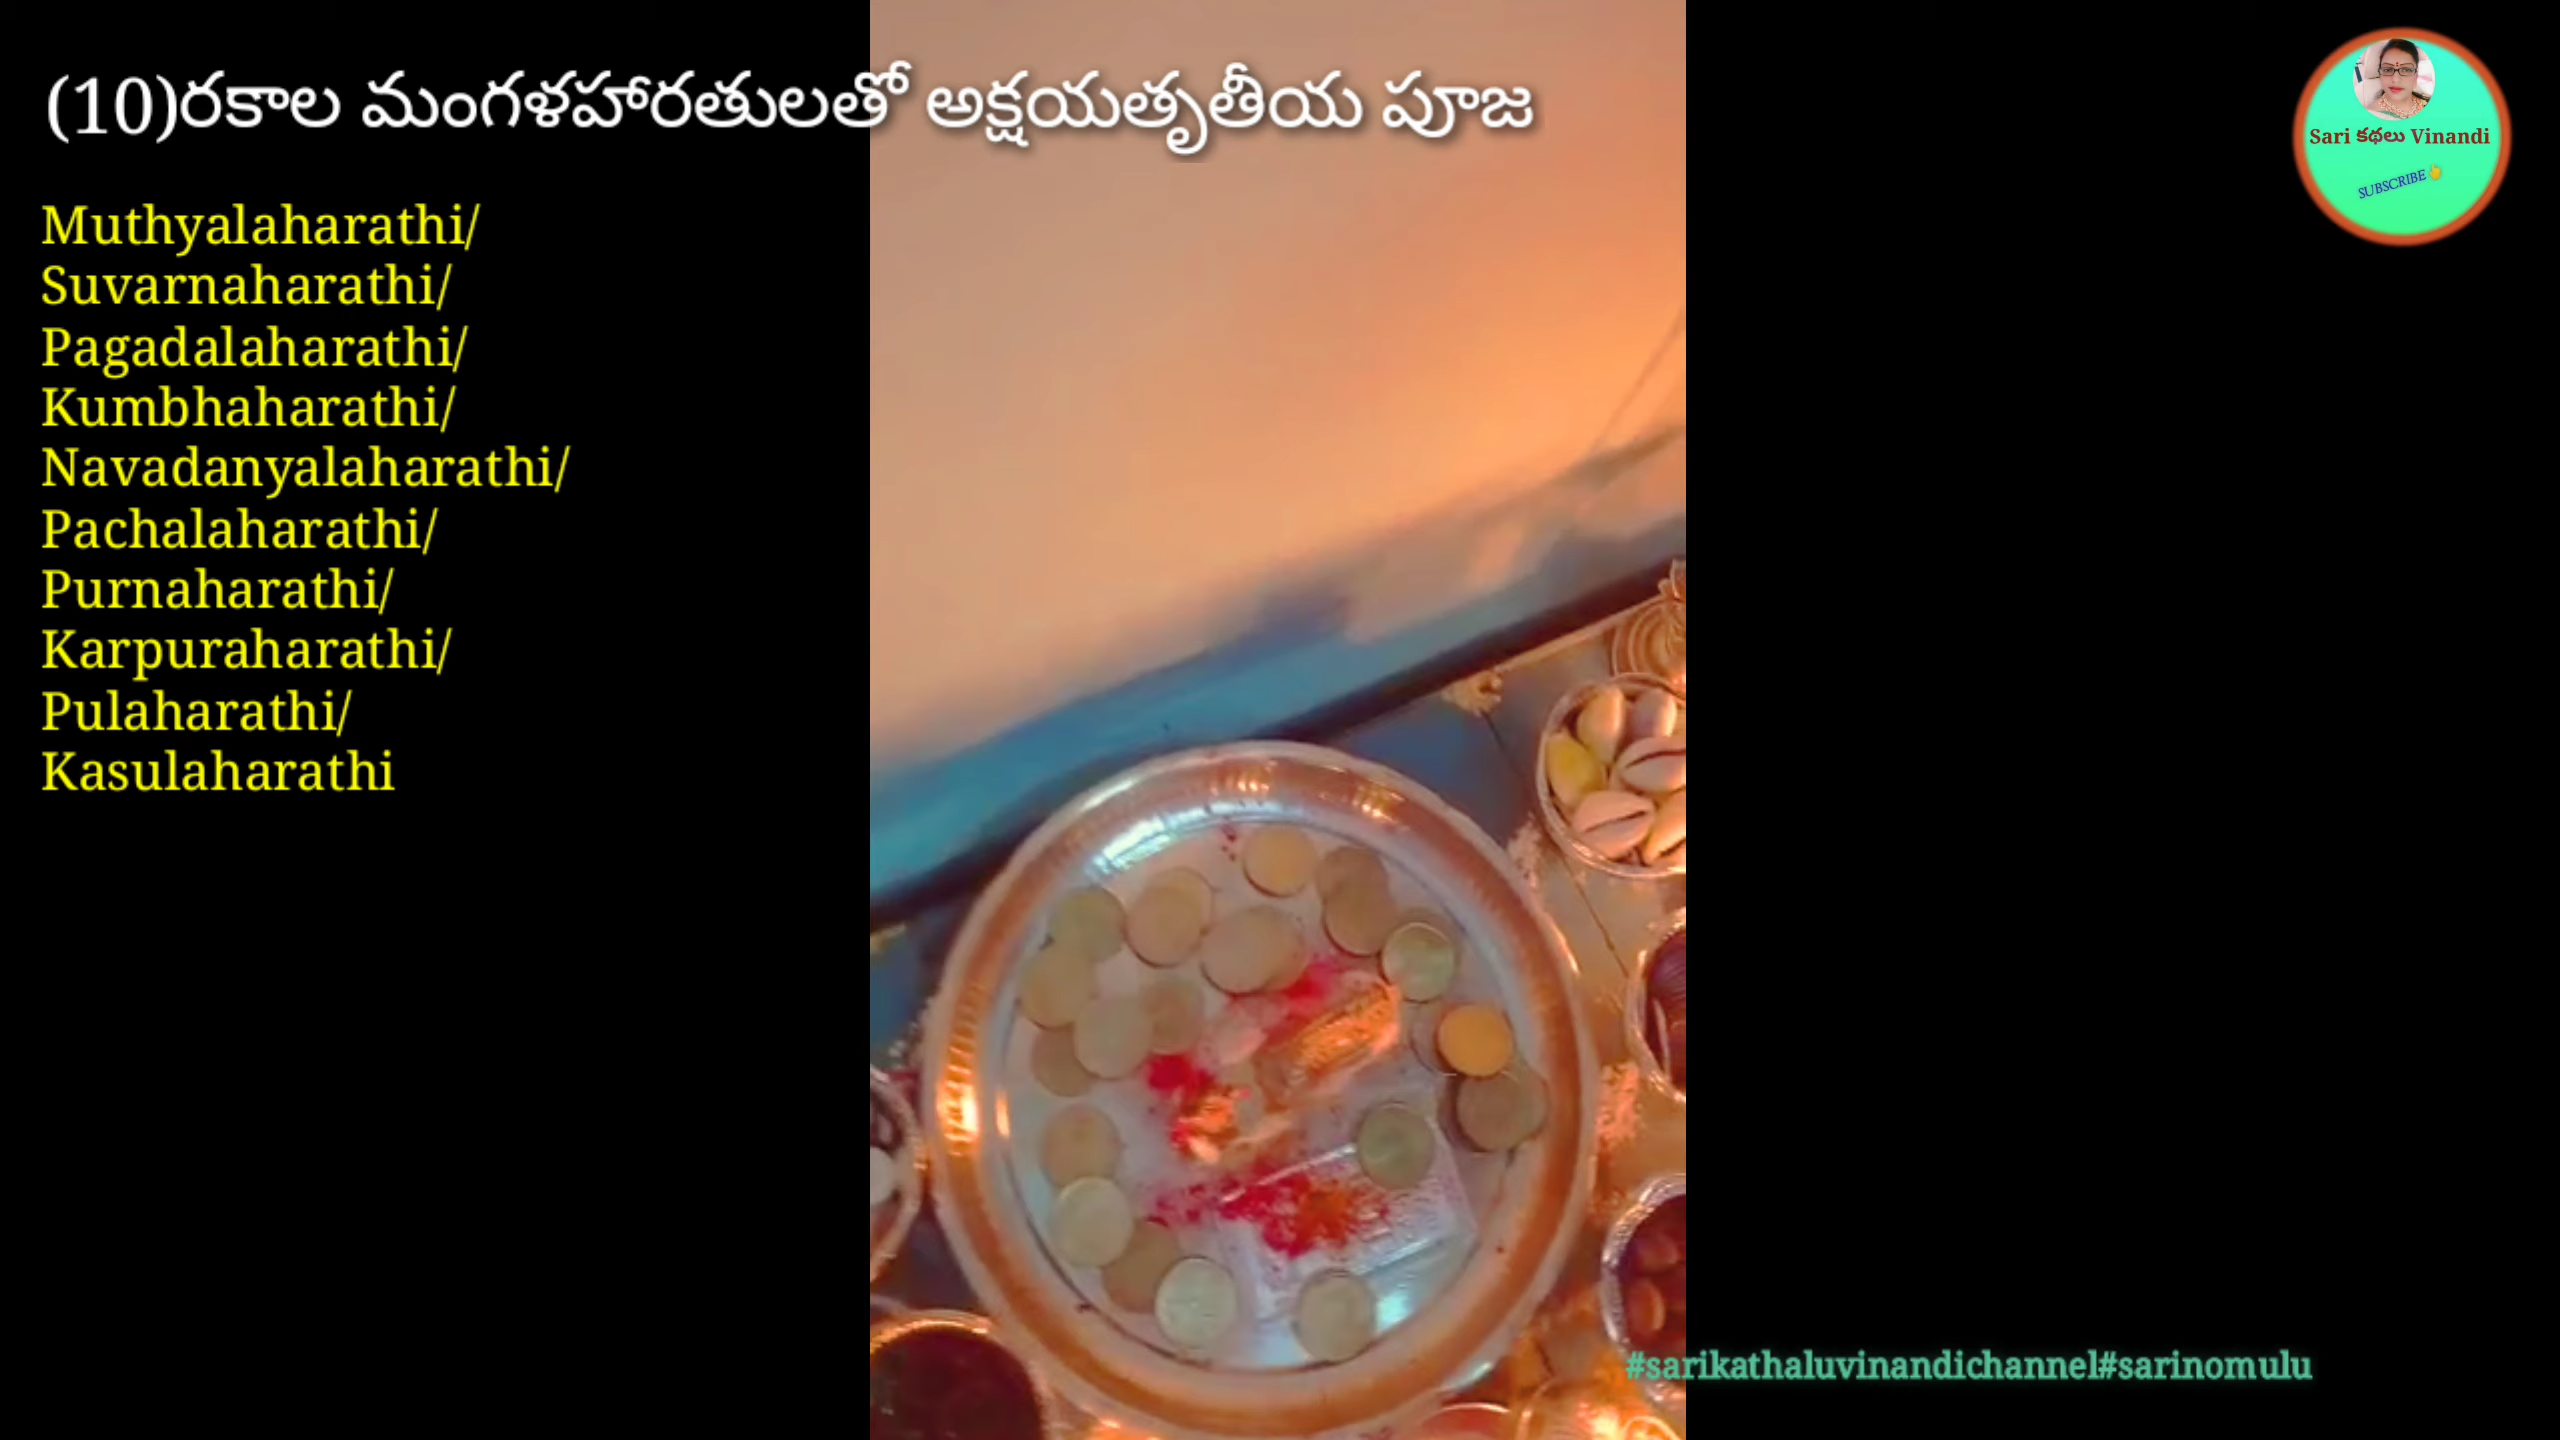 (10)రకాల మంగళహారతులతో అక్షయతృతీయ పూజ
Sari కథలు Vinandi
SUBSCRIBE
Muthyalaharathi/
Suvarnaharathi/
Pagadalaharathi/
Kumbhaharathi/
Navadanyalaharathi/
Pachalaharathi/
Purnaharathi/
Karpuraharathi/
Pulaharathi/
Kasulaharathi
#sarikathaluvinandichannel#sarinomulu